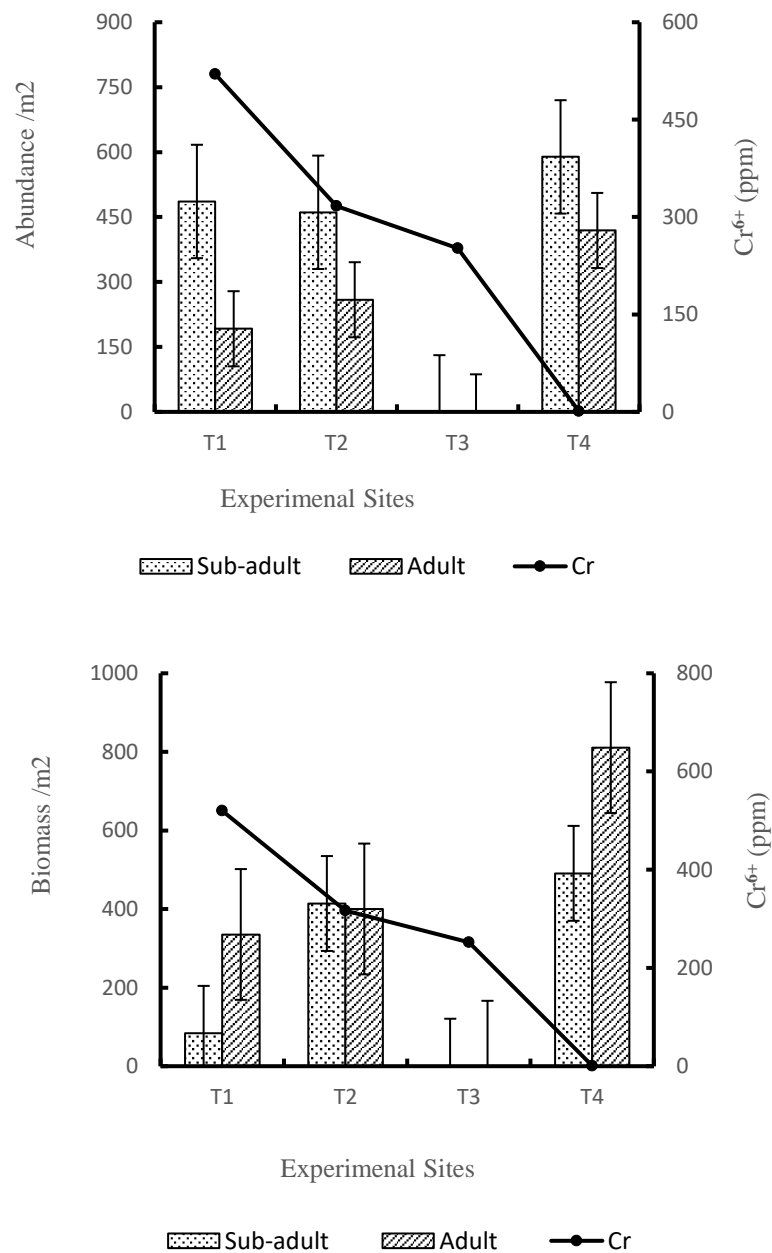 900
750
600
450
300
150
0
Abundance /m2
600
450
300
150
0
Cr⁶⁺ (ppm)
T1 T2 T3 T4
Experimenal Sites
Sub-adult Adult Cr
1000
800
600
400
200
0
Biomass /m2
800
600
400
200
0
Cr⁶⁺ (ppm)
T1 T2 T3 T4
Experimenal Sites
Sub-adult Adult Cr